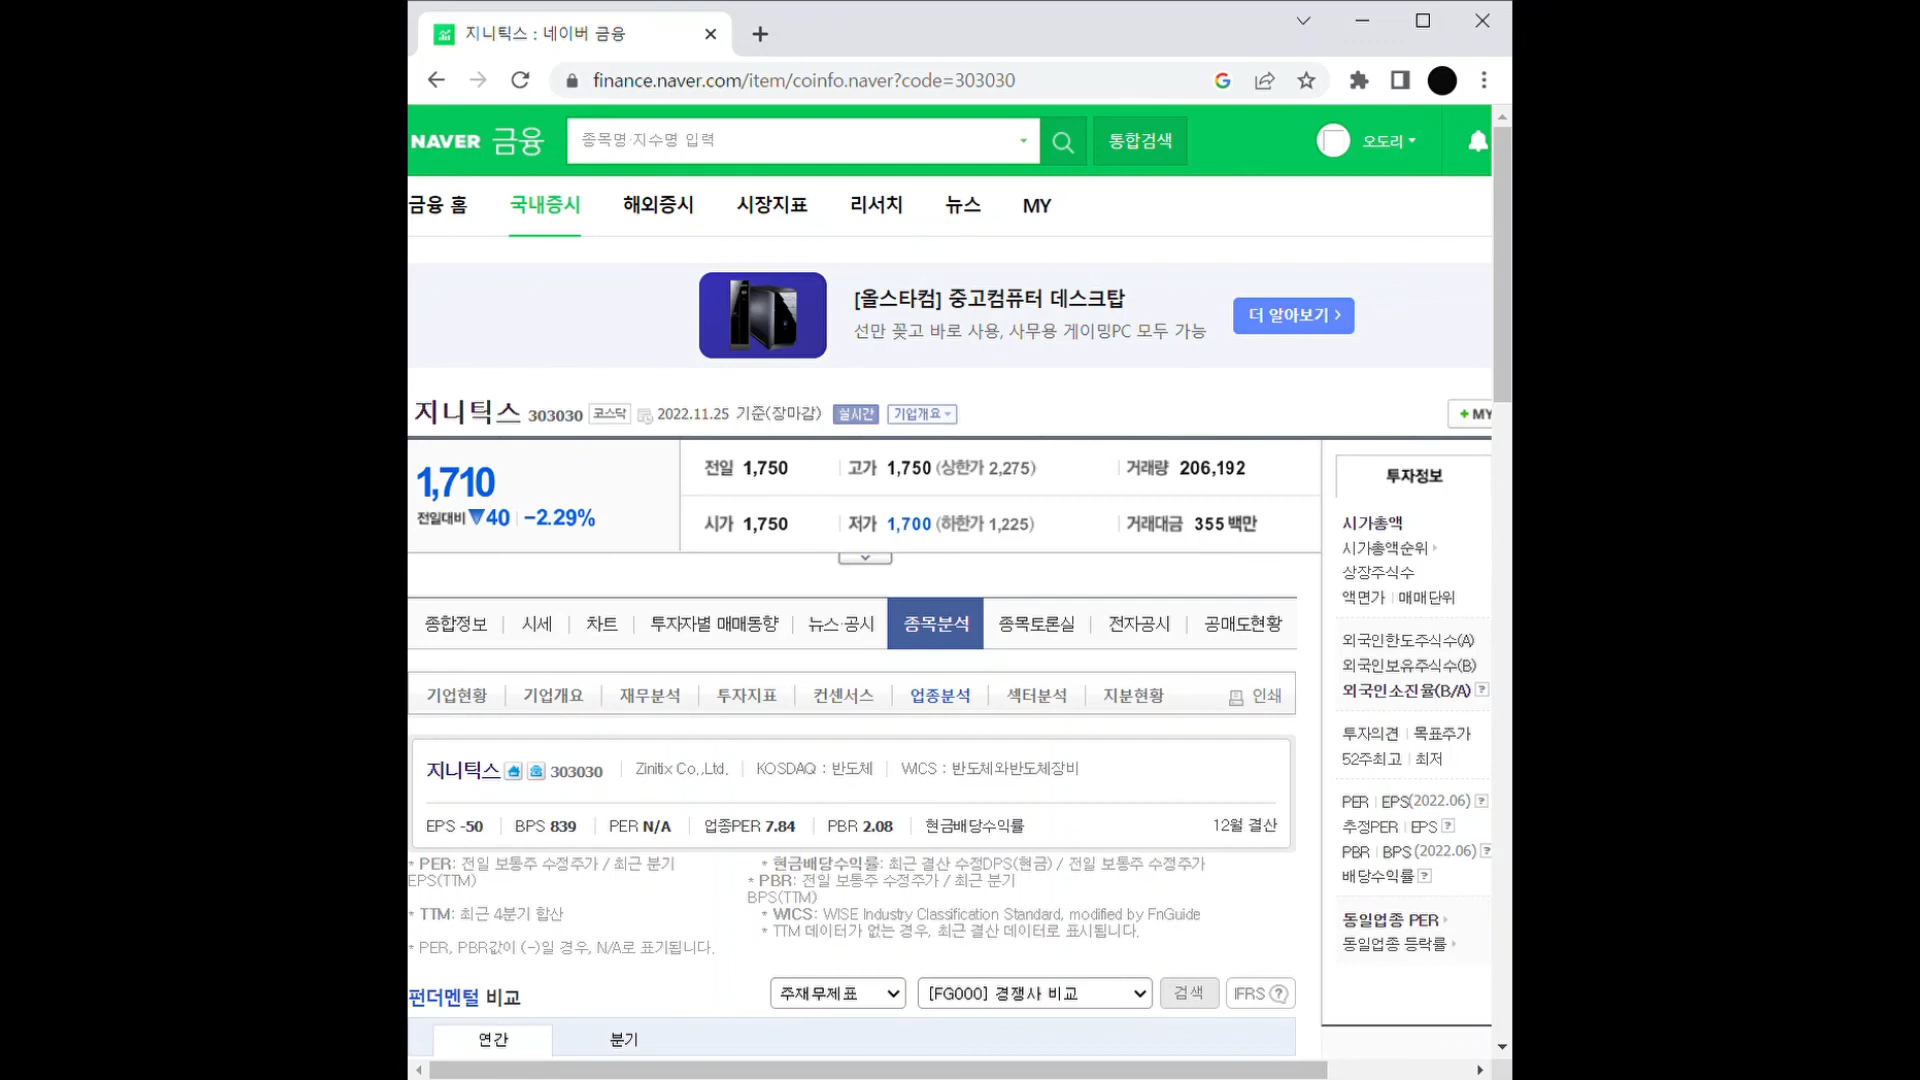 지니틱스 : 네이버 금융
finance.naver.com/item/coinfo.naver?code=303030
NAVER 금융
종목명·지수명 입력
통합검색
오도리
금융 홈 국내증시 해외증시 시장지표 리서치 뉴스 MY
[올스타컴] 중고컴퓨터 데스크탑
선만 꽂고 바로 사용, 사무용 게이밍PC 모두 가능
더 알아보기
지니틱스 303030 코스닥 2022.11.25 기준(장마감) 실시간 기업개요
+ MY
1,710
전일대비 ▼40 -2.29%
전일 1,750 고가 1,750 (상한가 2,275) 거래량 206,192
시가 1,750 저가 1,700 (하한가 1,225) 거래대금 355 백만
투자정보
시가총액
시가총액순위
상장주식수
액면가 | 매매단위
외국인한도주식수(A)
외국인보유주식수(B)
외국인소진율(B/A) ?
투자의견 | 목표주가
52주최고 | 최저
PER | EPS(2022.06) ?
추정PER | EPS ?
PBR | BPS (2022.06) ?
배당수익률 ?
동일업종 PER
동일업종 등락률
종합정보 | 시세 | 차트 | 투자자별 매매동향 | 뉴스·공시 종목분석 종목토론실 | 전자공시 | 공매도현황
기업현황 | 기업개요 | 재무분석 | 투자지표 | 컨센서스 | 업종분석 | 섹터분석 | 지분현황 인쇄
지니틱스 303030 | Zinitix Co.,Ltd. | KOSDAQ : 반도체 | WICS : 반도체와반도체장비
EPS -50 | BPS 839 | PER N/A | 업종PER 7.84 | PBR 2.08 | 현금배당수익률 12월 결산
* PER: 전일 보통주 수정주가 / 최근 분기
EPS(TTM)
* TTM: 최근 4분기 합산
* PER, PBR값이 (-)일 경우, N/A로 표기됩니다.
* 현금배당수익률: 최근 결산 수정DPS(현금) / 전일 보통주 수정주가
* PBR: 전일 보통주 수정주가 / 최근 분기
BPS(TTM)
* WICS: WISE Industry Classification Standard, modified by FnGuide
* TTM 데이터가 없는 경우, 최근 결산 데이터로 표시됩니다.
펀더멘털 비교
주재무제표 [FG000] 경쟁사 비교 검색 IFRS ?
연간 분기